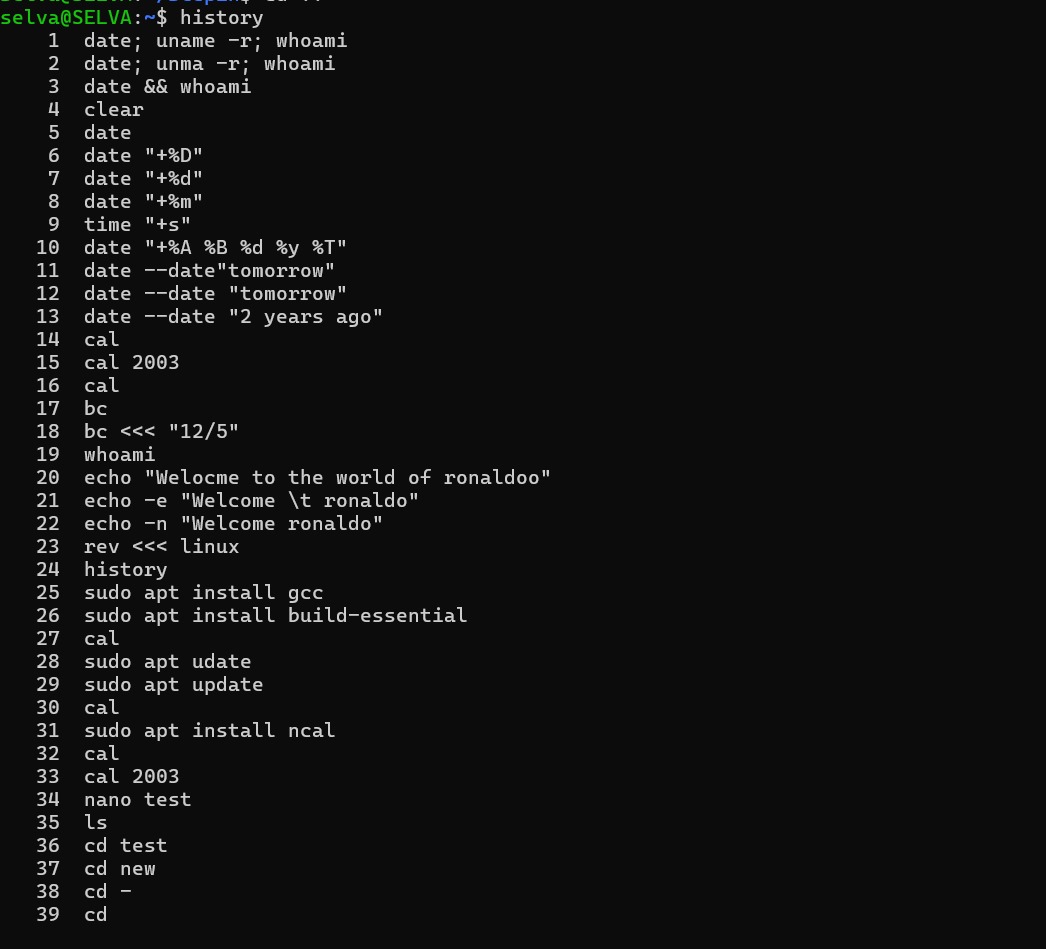 selva@SELVA:~$ history
1 date; uname -r; whoami
2 date; unma -r; whoami
3 date && whoami
4 clear
5 date
6 date "+%D"
7 date "+%d"
8 date "+%m"
9 time "+s"
10 date "+%A %B %d %y %T"
11 date --date"tomorrow"
12 date --date "tomorrow"
13 date --date "2 years ago"
14 cal
15 cal 2003
16 cal
17 bc
18 bc <<< "12/5"
19 whoami
20 echo "Welocme to the world of ronaldoo"
21 echo -e "Welcome \t ronaldo"
22 echo -n "Welcome ronaldo"
23 rev <<< linux
24 history
25 sudo apt install gcc
26 sudo apt install build-essential
27 cal
28 sudo apt udate
29 sudo apt update
30 cal
31 sudo apt install ncal
32 cal
33 cal 2003
34 nano test
35 ls
36 cd test
37 cd new
38 cd -
39 cd